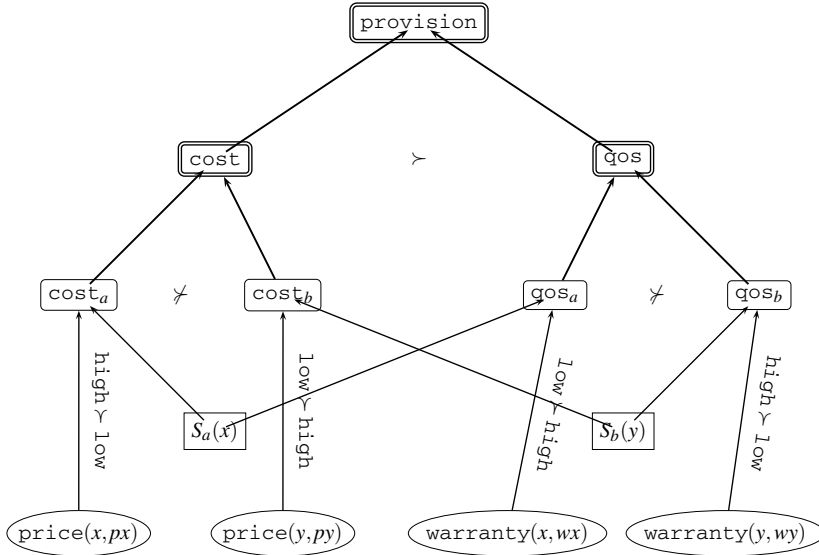 provision
cost ≻ qos
cost_a ⊁ cost_b qos_a ⊁ qos_b
high ≻ low
low ≻ high
low ≻ high
high ≻ low
S_a(x) S_b(y)
price(x, px) price(y, py) warranty(x, wx) warranty(y, wy)